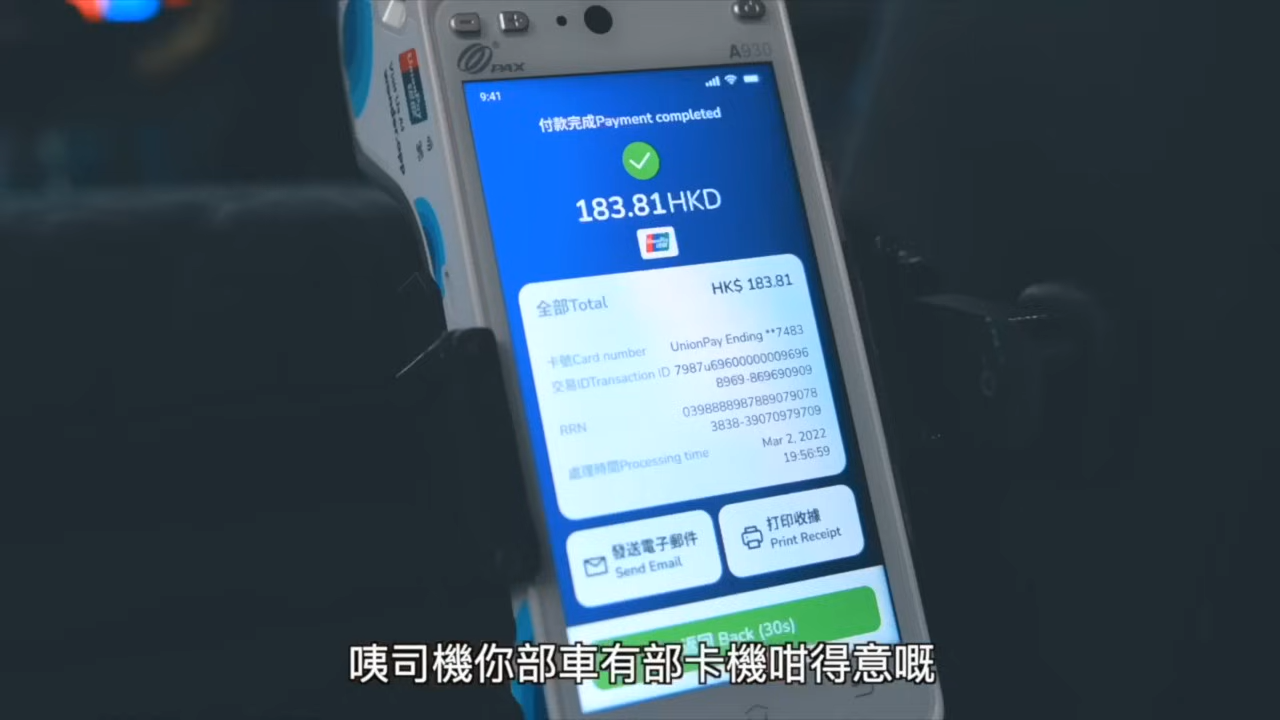 PAX
A930
9:41
付款完成Payment completed
183.81HKD
全部Total
HK$ 183.81
卡號Card number
UnionPay Ending **7483
交易IDTransaction ID
7987u69600000009696
8969-869690909
RRN
0398888987889079078
3838-39070979709
處理時間Processing time
Mar 2, 2022
19:56:59
發送電子郵件
Send Email
打印收據
Print Receipt
返回 Back (30s)
咦司機你部車有部卡機咁得意嘅